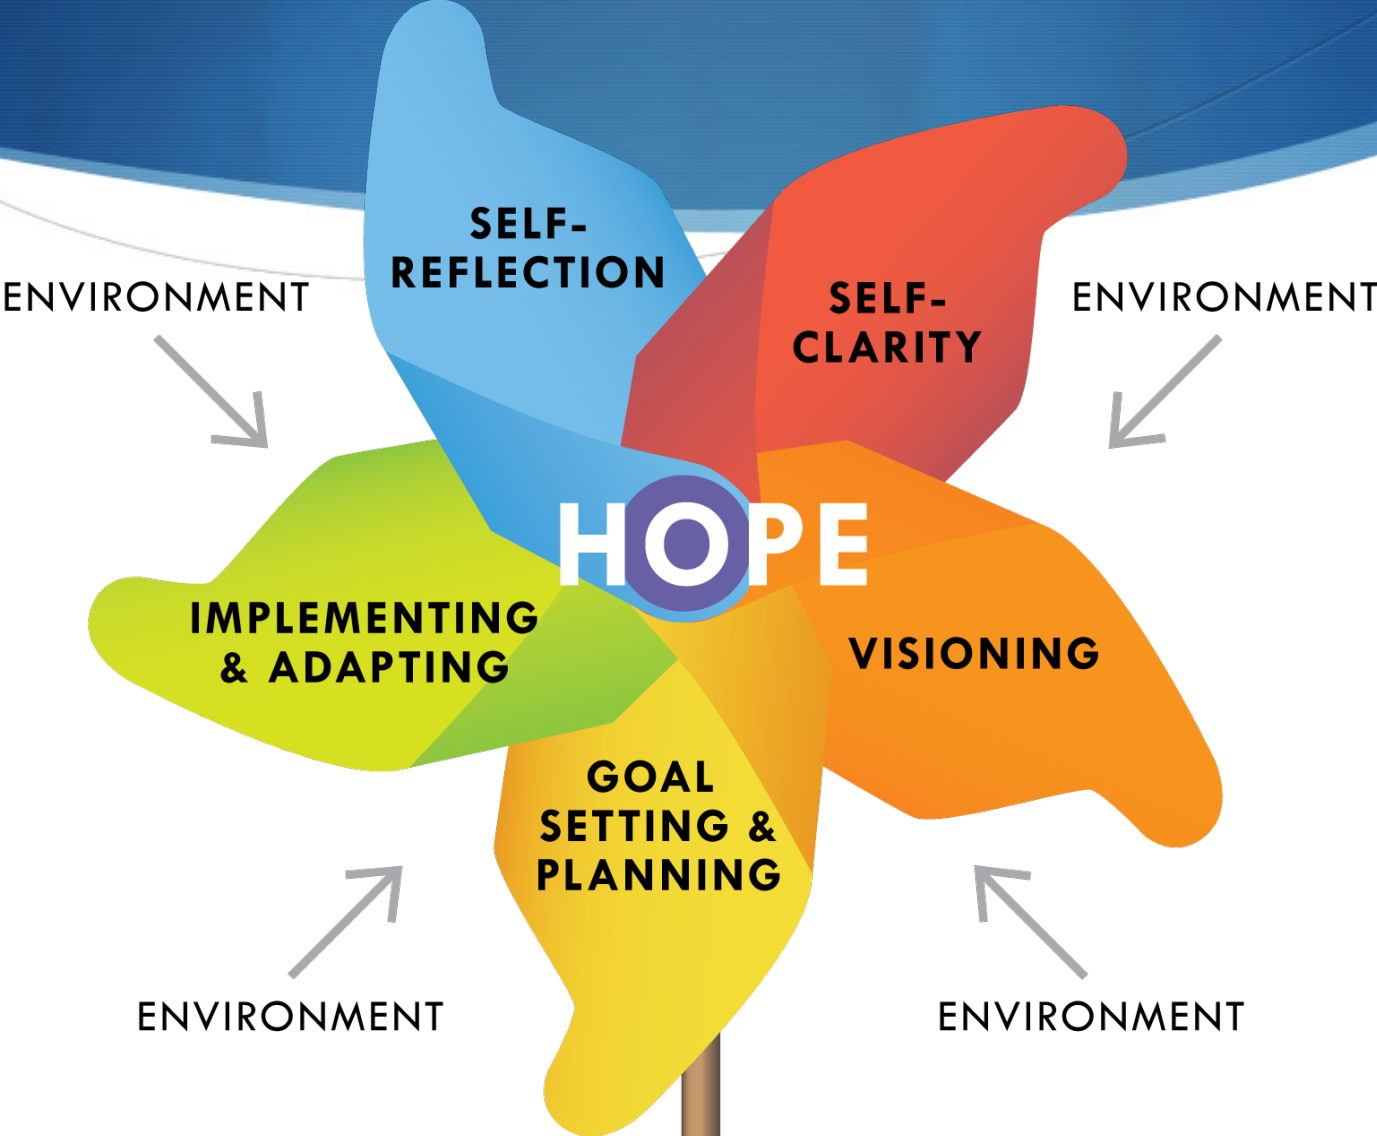 SELF-
REFLECTION
SELF-
CLARITY
ENVIRONMENT
ENVIRONMENT
HOPE
IMPLEMENTING
& ADAPTING
VISIONING
GOAL
SETTING &
PLANNING
ENVIRONMENT
ENVIRONMENT